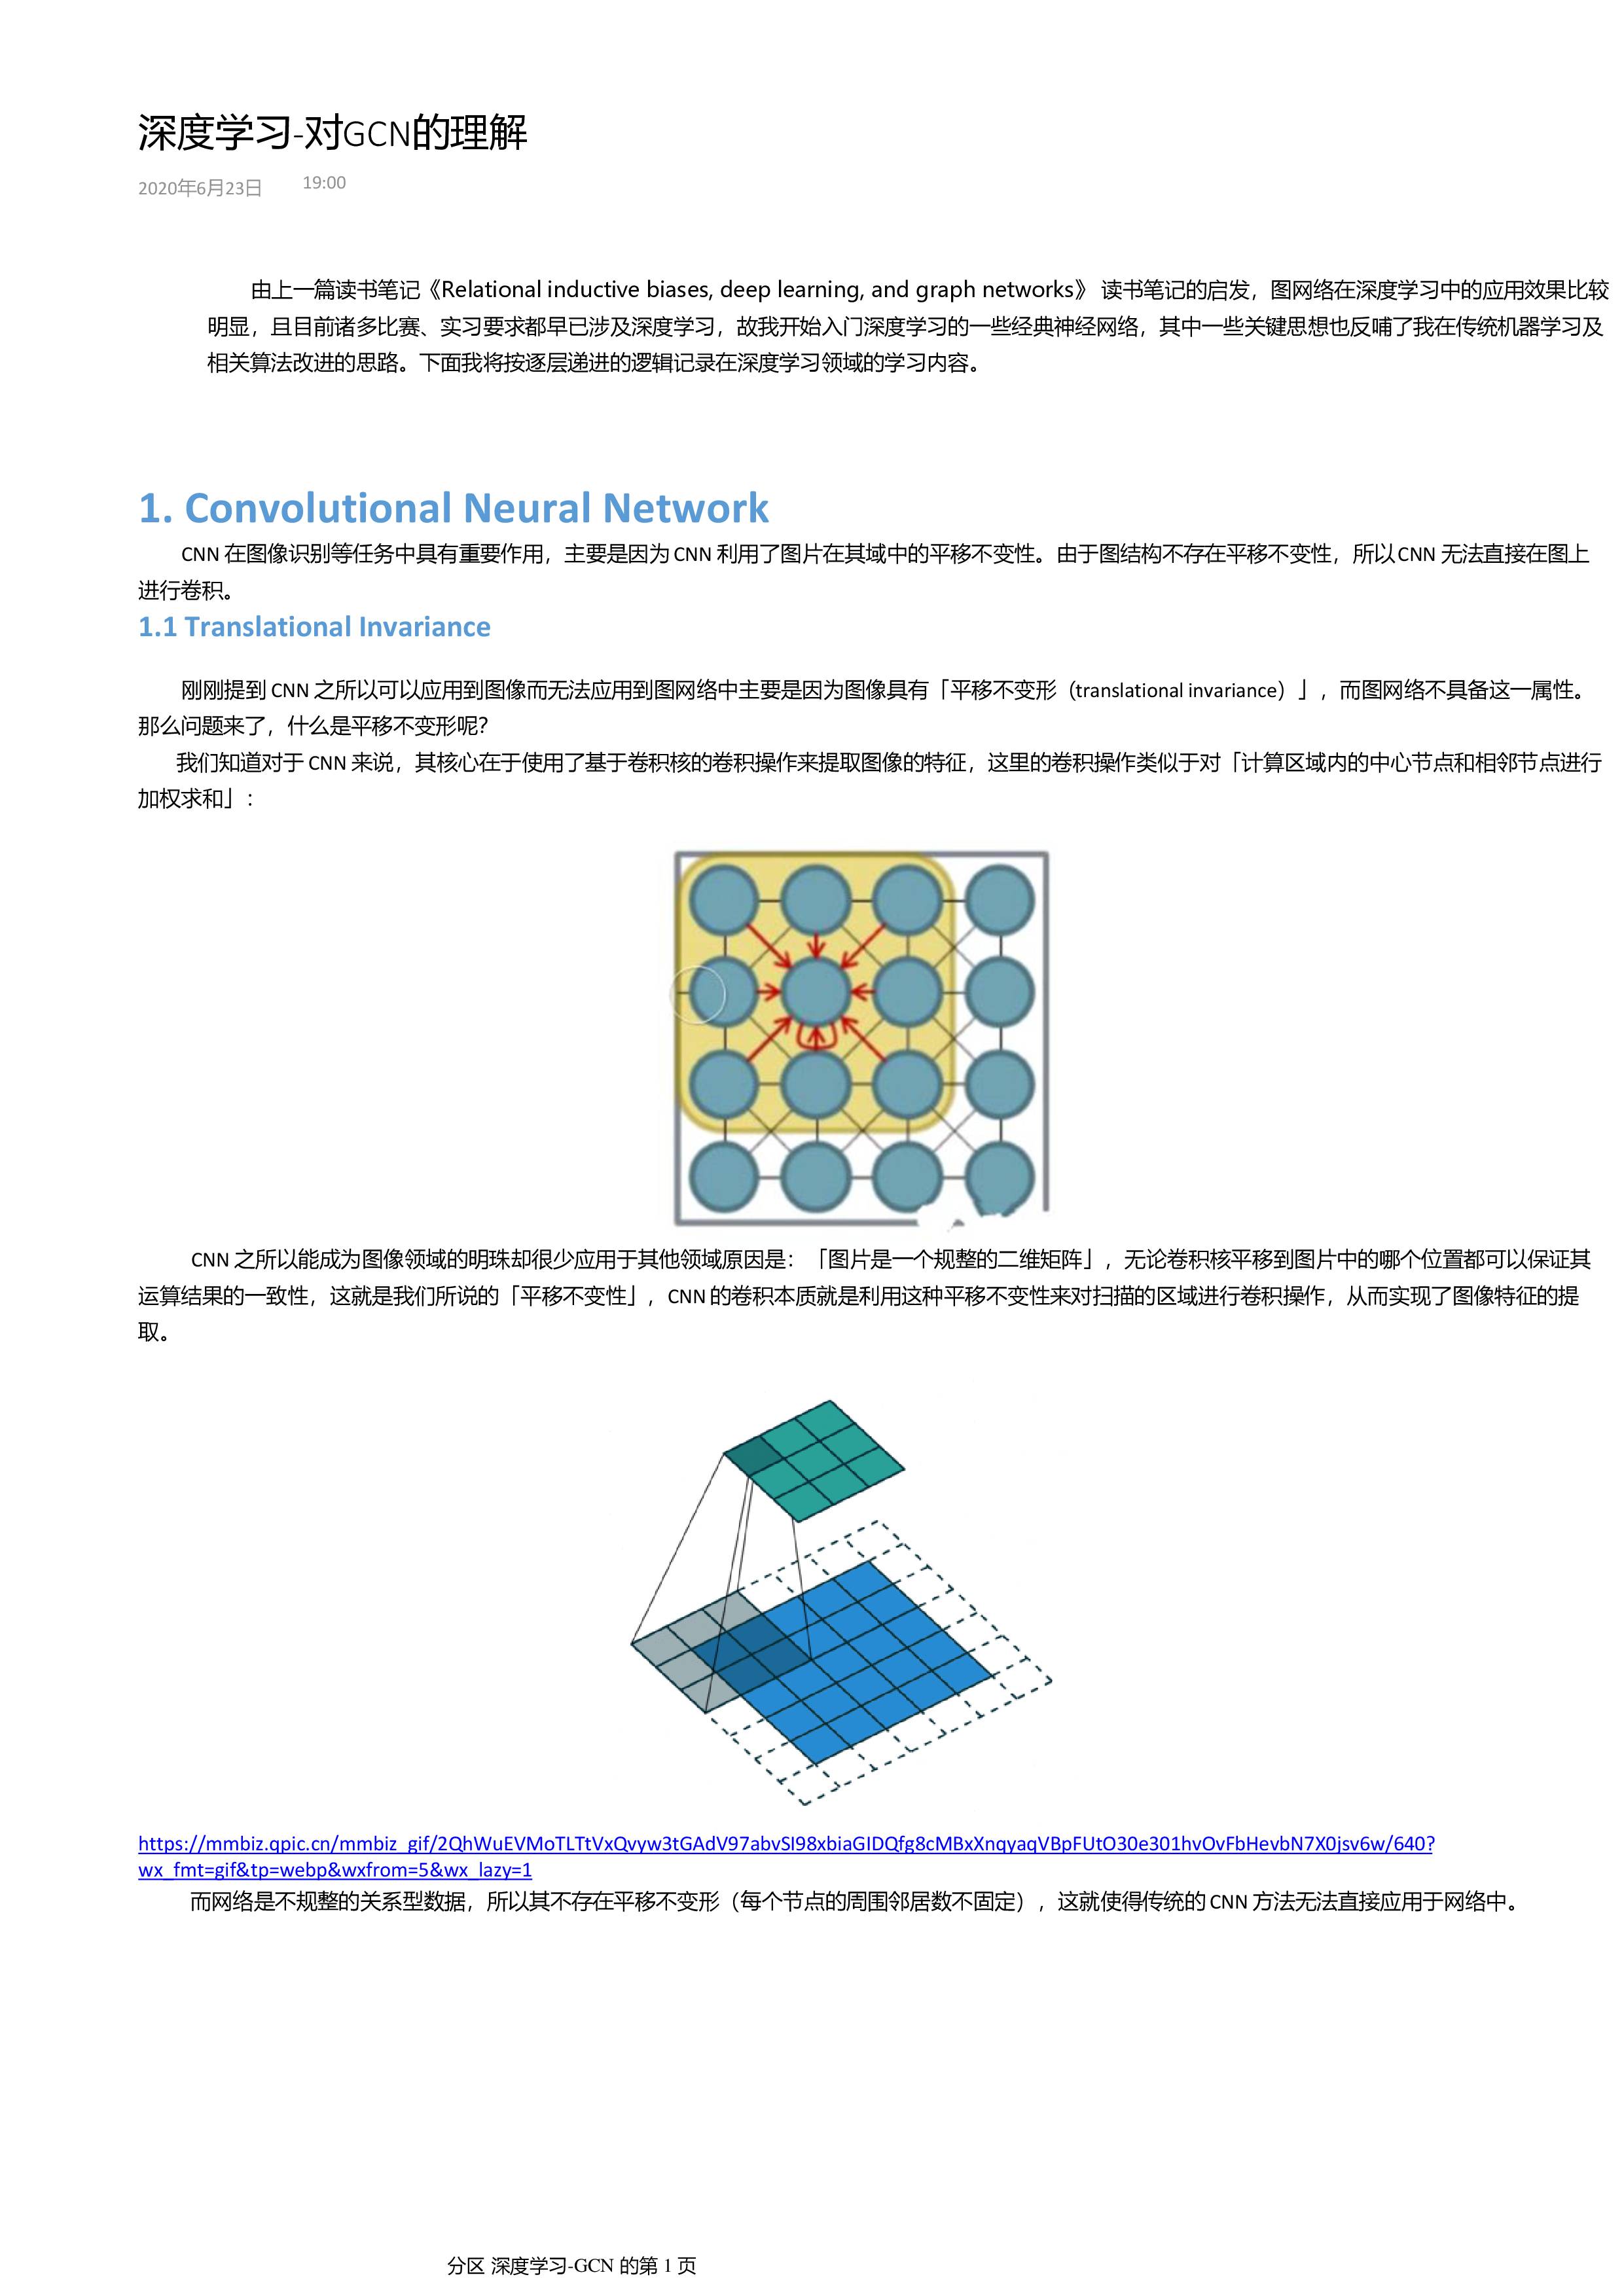 深度学习-对GCN的理解
2020年6月23日 19:00
由上一篇读书笔记《Relational inductive biases, deep learning, and graph networks》 读书笔记的启发，图网络在深度学习中的应用效果比较
明显，且目前诸多比赛、实习要求都早已涉及深度学习，故我开始入门深度学习的一些经典神经网络，其中一些关键思想也反哺了我在传统机器学习及
相关算法改进的思路。下面我将按逐层递进的逻辑记录在深度学习领域的学习内容。
1. Convolutional Neural Network
CNN 在图像识别等任务中具有重要作用，主要是因为 CNN 利用了图片在其域中的平移不变性。由于图结构不存在平移不变性，所以 CNN 无法直接在图上
进行卷积。
1.1 Translational Invariance
刚刚提到 CNN 之所以可以应用到图像而无法应用到图网络中主要是因为图像具有「平移不变形（translational invariance）」，而图网络不具备这一属性。
那么问题来了，什么是平移不变形呢？
我们知道对于 CNN 来说，其核心在于使用了基于卷积核的卷积操作来提取图像的特征，这里的卷积操作类似于对「计算区域内的中心节点和相邻节点进行
加权求和」：
CNN 之所以能成为图像领域的明珠却很少应用于其他领域原因是：「图片是一个规整的二维矩阵」，无论卷积核平移到图片中的哪个位置都可以保证其
运算结果的一致性，这就是我们所说的「平移不变性」，CNN 的卷积本质就是利用这种平移不变性来对扫描的区域进行卷积操作，从而实现了图像特征的提
取。
https://mmbiz.qpic.cn/mmbiz_gif/2QhWuEVMoTLTtVxQvyw3tGAdV97abvSI98xbiaGIDQfg8cMBxXnqyaqVBpFUtO30e301hvOvFbHevbN7X0jsv6w/640?
wx_fmt=gif&tp=webp&wxfrom=5&wx_lazy=1
而网络是不规整的关系型数据，所以其不存在平移不变形（每个节点的周围邻居数不固定），这就使得传统的 CNN 方法无法直接应用于网络中。
分区 深度学习-GCN 的第 1 页